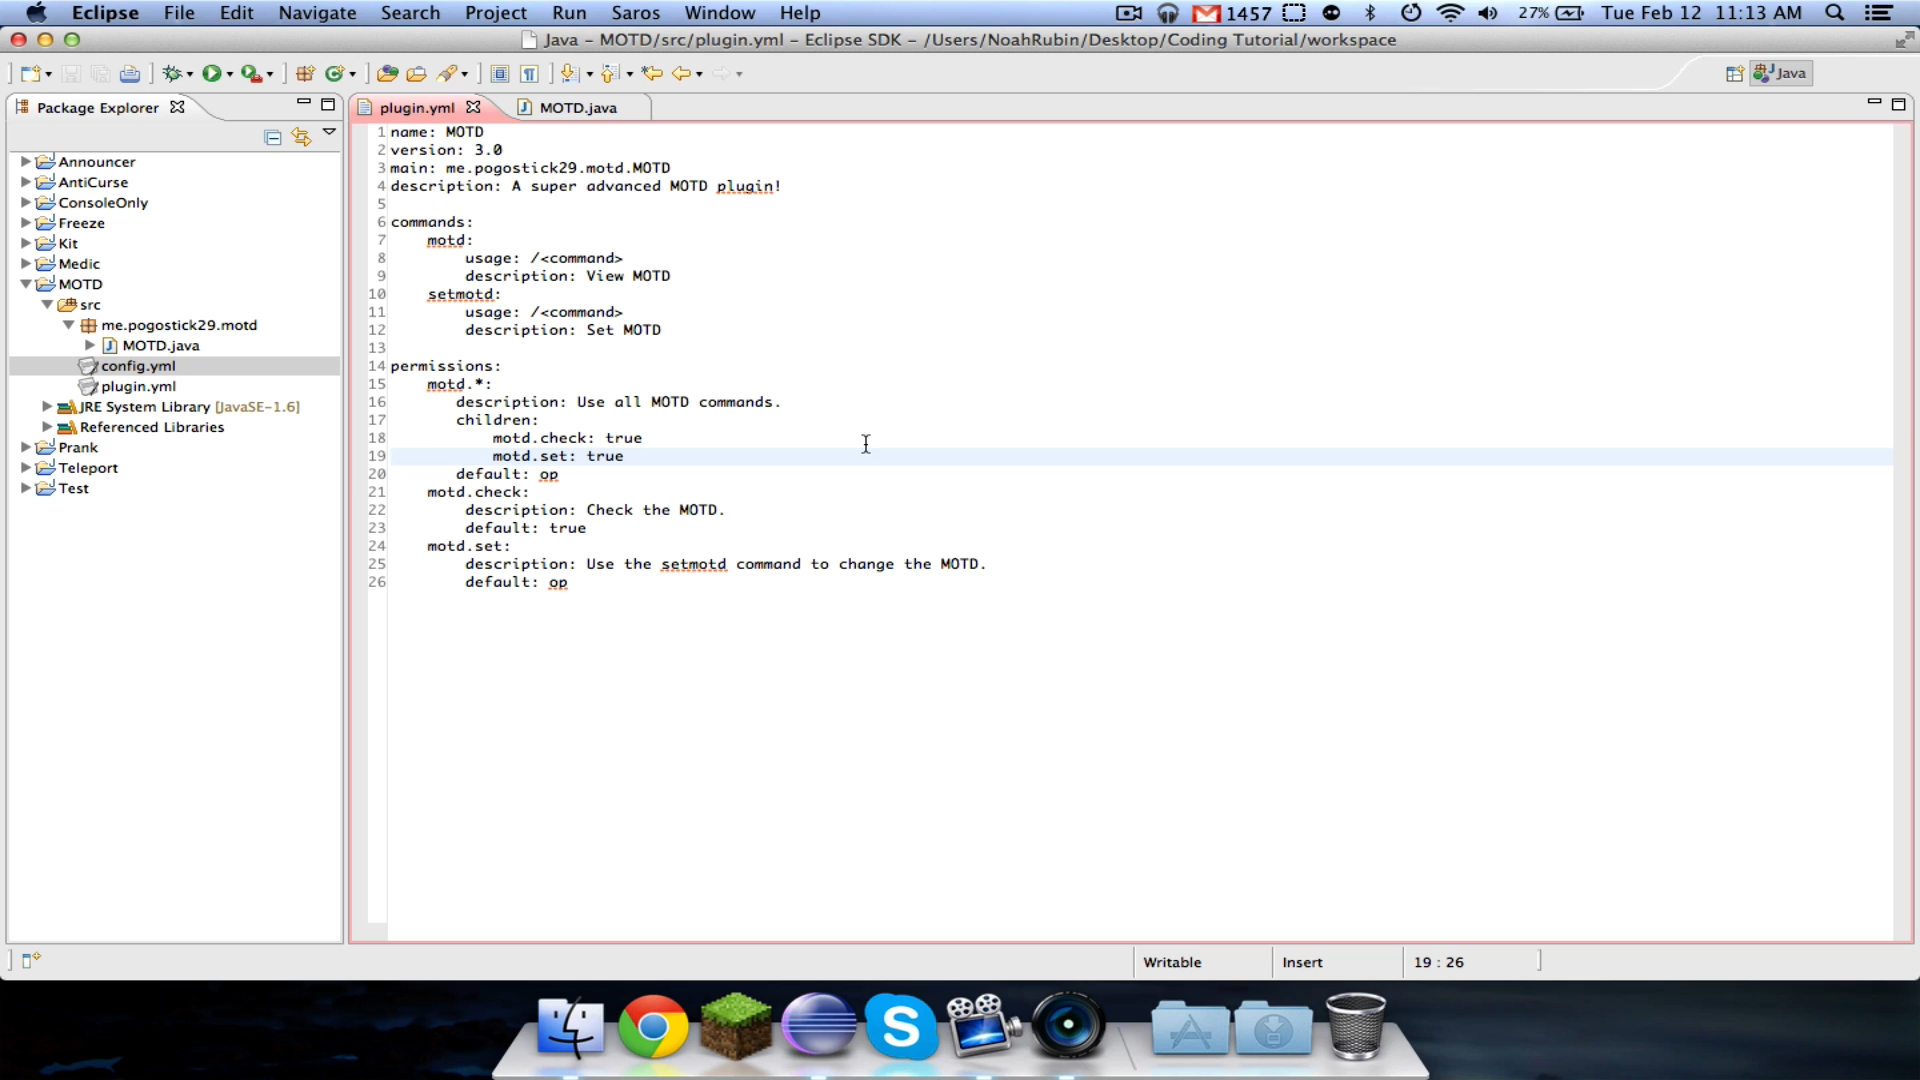 Eclipse File Edit Navigate Search Project Run Saros Window Help 1457 27% Tue Feb 12 11:13 AM
Java – MOTD/src/plugin.yml – Eclipse SDK – /Users/NoahRubin/Desktop/Coding Tutorial/workspace
Java
Package Explorer
plugin.yml MOTD.java
Announcer
AntiCurse
ConsoleOnly
Freeze
Kit
Medic
MOTD
src
me.pogostick29.motd
MOTD.java
config.yml
plugin.yml
JRE System Library [JavaSE-1.6]
Referenced Libraries
Prank
Teleport
Test
1 name: MOTD
2 version: 3.0
3 main: me.pogostick29.motd.MOTD
4 description: A super advanced MOTD plugin!
5
6 commands:
7 motd:
8 usage: /<command>
9 description: View MOTD
10 setmotd:
11 usage: /<command>
12 description: Set MOTD
13
14 permissions:
15 motd.*:
16 description: Use all MOTD commands.
17 children:
18 motd.check: true
19 motd.set: true
20 default: op
21 motd.check:
22 description: Check the MOTD.
23 default: true
24 motd.set:
25 description: Use the setmotd command to change the MOTD.
26 default: op
Writable Insert 19 : 26